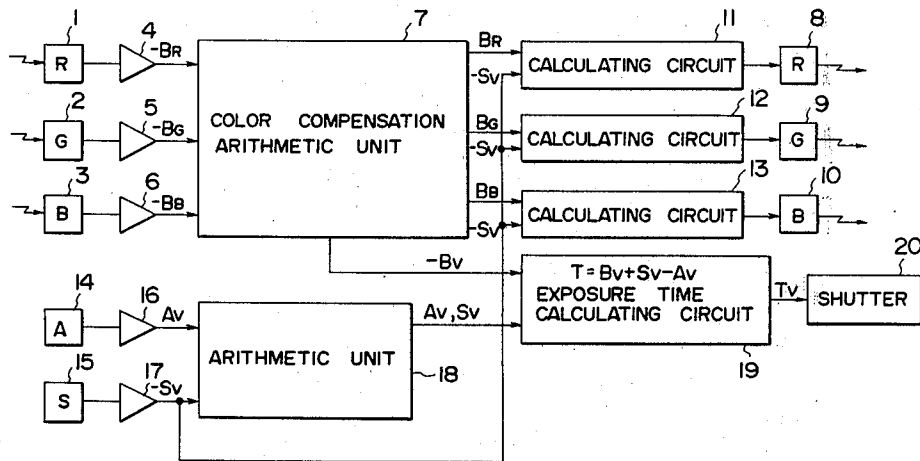 1
4
7
11
8
R
-BR
BR
-SV
CALCULATING CIRCUIT
R
2
5
12
9
G
-BG
COLOR COMPENSATION
ARITHMETIC UNIT
BG
-SV
CALCULATING CIRCUIT
G
3
6
13
10
B
-BB
BB
-SV
CALCULATING CIRCUIT
B
-BV
20
14
16
T=BV+SV-AV
EXPOSURE TIME
CALCULATING CIRCUIT
TV
SHUTTER
A
AV
AV,SV
15
17
ARITHMETIC UNIT
18
19
S
-SV